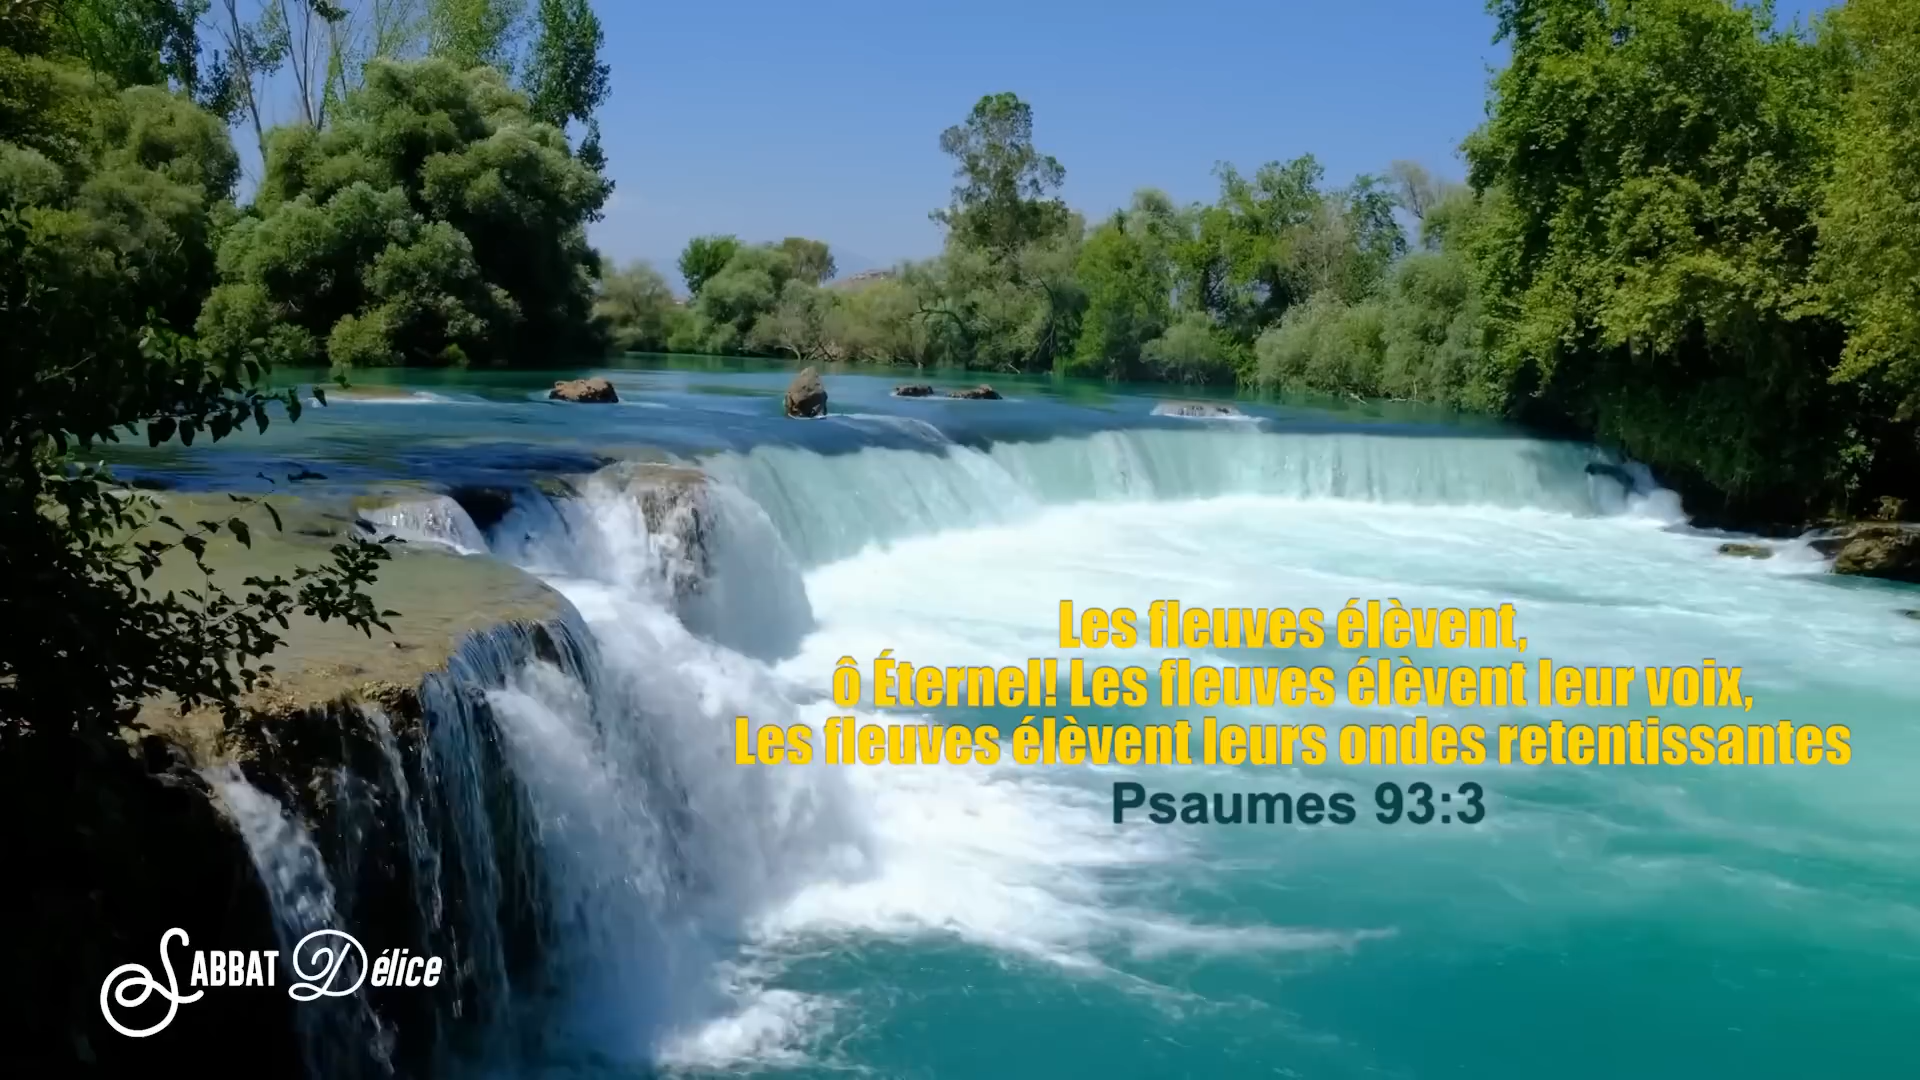 Les fleuves élèvent,
ô Éternel! Les fleuves élèvent leur voix,
Les fleuves élèvent leurs ondes retentissantes
Psaumes 93:3
SABBAT Délice